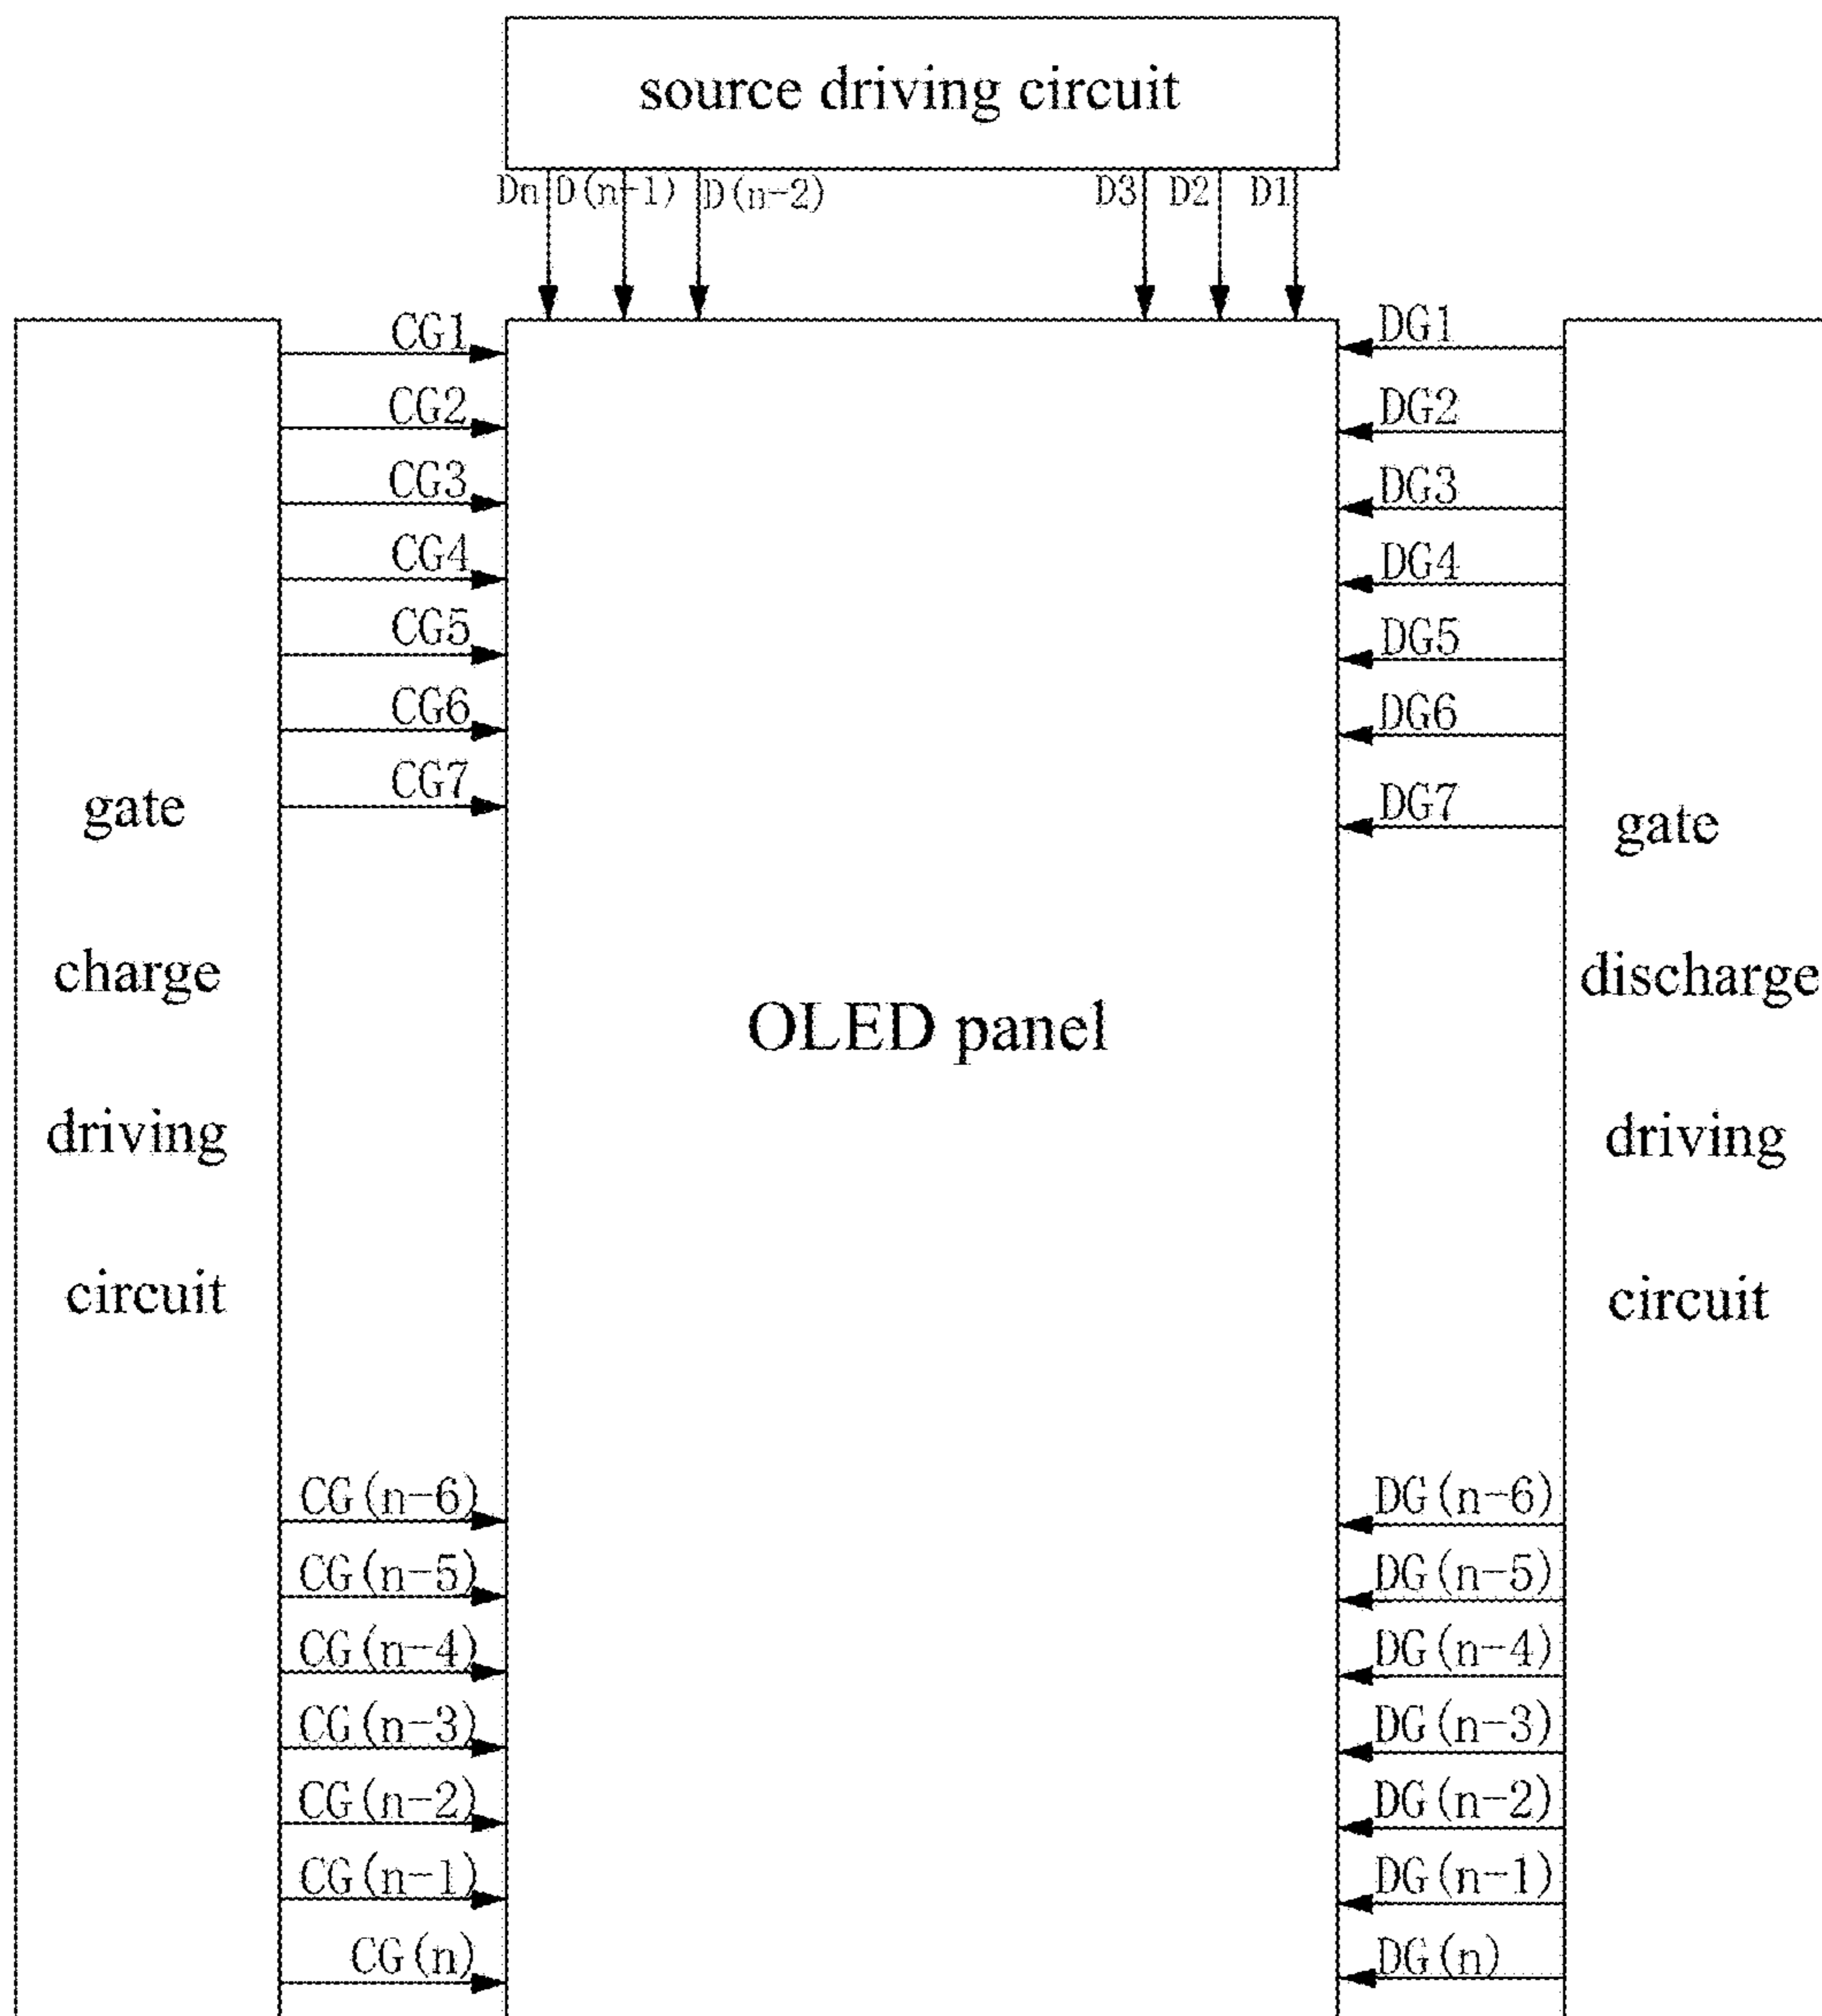 source driving circuit
Dn D(n-1) D(n-2) D3 D2 D1
CG1 DG1
CG2 DG2
CG3 DG3
CG4 DG4
CG5 DG5
CG6 DG6
CG7 DG7
gate gate
charge discharge
OLED panel
driving driving
circuit circuit
CG(n-6) DG(n-6)
CG(n-5) DG(n-5)
CG(n-4) DG(n-4)
CG(n-3) DG(n-3)
CG(n-2) DG(n-2)
CG(n-1) DG(n-1)
CG(n) DG(n)